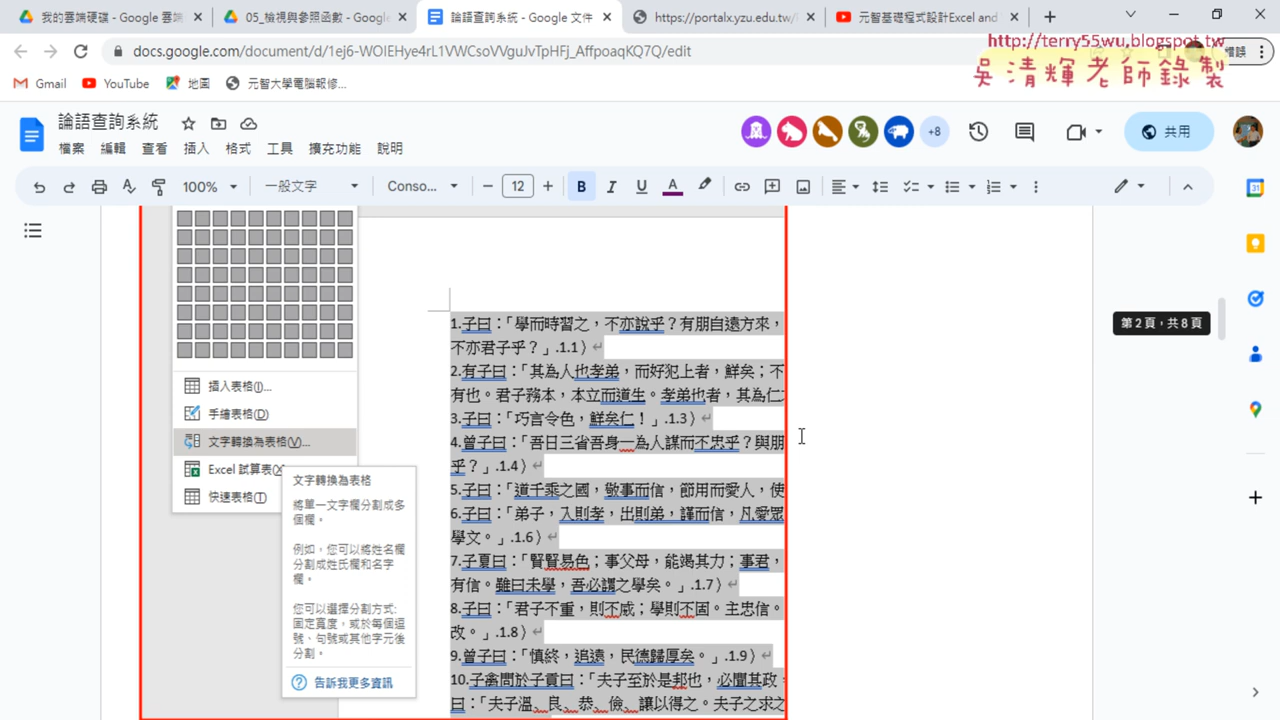 我的雲端硬碟 - Google 雲端
05_檢視與參照函數 - Google
論語查詢系統 - Google 文件
https://portalx.yzu.edu.tw/
元智基礎程式設計Excel and
docs.google.com/document/d/1ej6-WOlEHye4rL1VWCsoVVguJvTpHFj_AffpoaqKQ7Q/edit
http://terry55wu.blogspot.tw
吳清輝老師錄製
Gmail
YouTube
地圖
元智大學電腦報修...
論語查詢系統
檔案 編輯 查看 插入 格式 工具 擴充功能 說明
+8
共用
100%
一般文字
Conso...
12
B I U A
第 2 頁，共 8 頁
插入表格(I)...
手繪表格(D)
文字轉換為表格(V)...
Excel 試算表(X)
快速表格(T)
文字轉換為表格
將單一文字欄分割成多
個欄。
例如，您可以將姓名欄
分割成姓氏欄和名字
欄。
您可以選擇分割方式:
固定寬度，或於每個逗
號、句號或其他字元後
分割。
告訴我更多資訊
1.子曰：「學而時習之，不亦說乎？有朋自遠方來，
不亦君子乎？」.1.1）
2.有子曰：「其為人也孝弟，而好犯上者，鮮矣；不
有也。君子務本，本立而道生。孝弟也者，其為仁
3.子曰：「巧言令色，鮮矣仁！」.1.3）
4.曾子曰：「吾日三省吾身—為人謀而不忠乎？與朋
乎？」.1.4）
5.子曰：「道千乘之國，敬事而信，節用而愛人，使
6.子曰：「弟子，入則孝，出則弟，謹而信，凡愛眾
學文。」.1.6）
7.子夏曰：「賢賢易色；事父母，能竭其力；事君，
有信。雖曰未學，吾必謂之學矣。」.1.7）
8.子曰：「君子不重，則不威；學則不固。主忠信。
改。」.1.8）
9.曾子曰：「慎終，追遠，民德歸厚矣。」.1.9）
10.子禽問於子貢曰：「夫子至於是邦也，必聞其政
曰：「夫子溫、良、恭、儉、讓以得之。夫子之求之